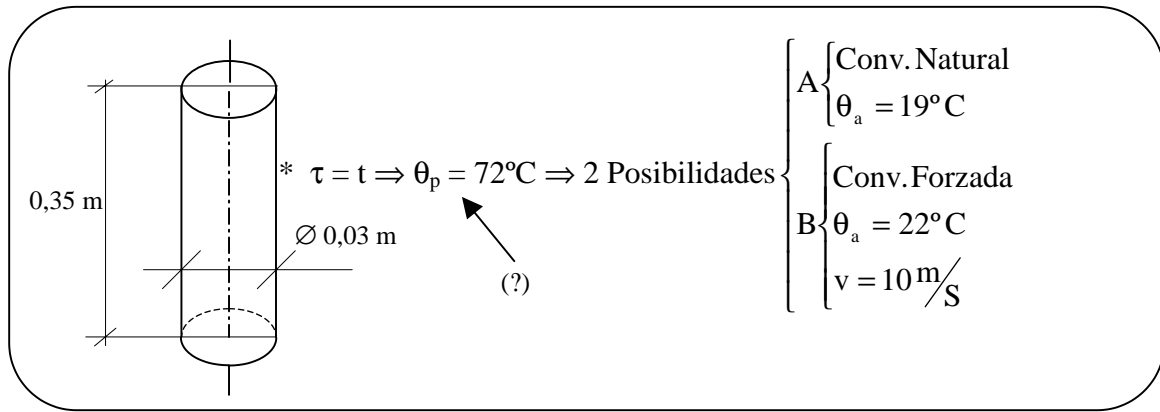 0,35 m
∅ 0,03 m
* τ = t ⇒ θp = 72ºC ⇒ 2 Posibilidades
(?)
A
Conv. Natural
θa = 19º C
B
Conv. Forzada
θa = 22º C
v = 10 m/S